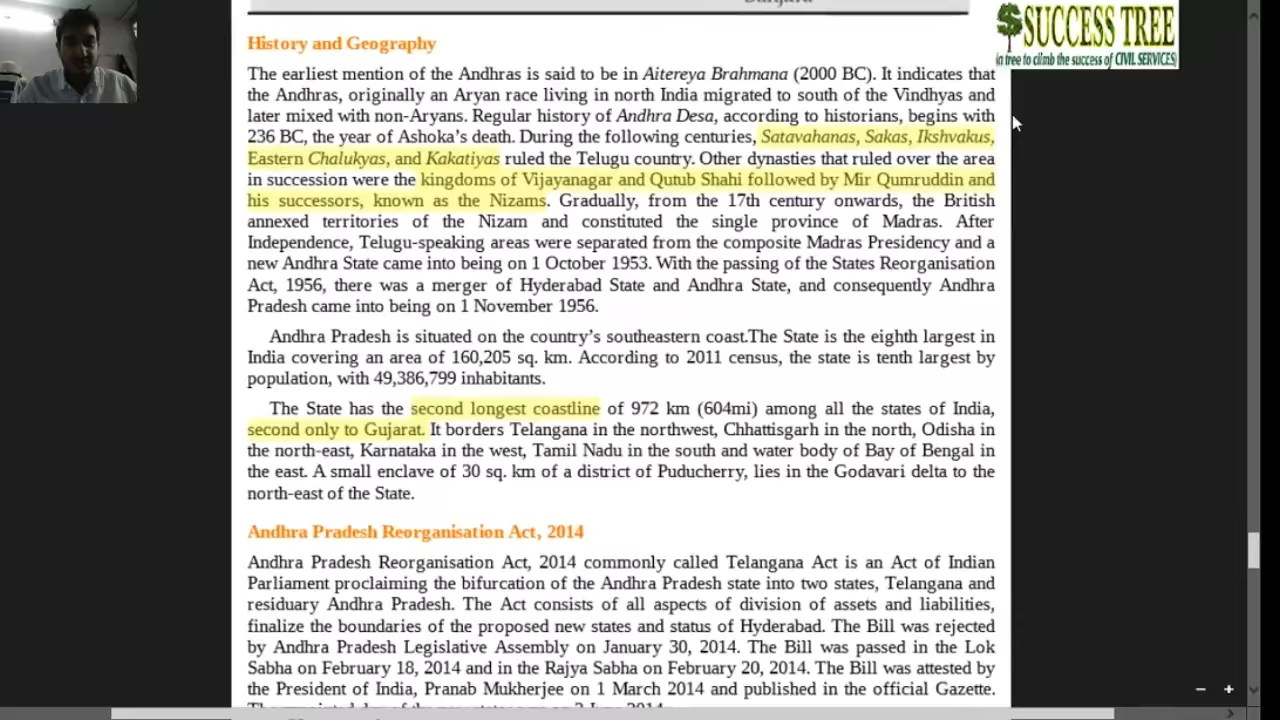 SUCCESS TREE
(a tree to climb the success of CIVIL SERVICES)
History and Geography
The earliest mention of the Andhras is said to be in Aitereya Brahmana (2000 BC). It indicates that
the Andhras, originally an Aryan race living in north India migrated to south of the Vindhyas and
later mixed with non-Aryans. Regular history of Andhra Desa, according to historians, begins with
236 BC, the year of Ashoka’s death. During the following centuries, Satavahanas, Sakas, Ikshvakus,
Eastern Chalukyas, and Kakatiyas ruled the Telugu country. Other dynasties that ruled over the area
in succession were the kingdoms of Vijayanagar and Qutub Shahi followed by Mir Qumruddin and
his successors, known as the Nizams. Gradually, from the 17th century onwards, the British
annexed territories of the Nizam and constituted the single province of Madras. After
Independence, Telugu-speaking areas were separated from the composite Madras Presidency and a
new Andhra State came into being on 1 October 1953. With the passing of the States Reorganisation
Act, 1956, there was a merger of Hyderabad State and Andhra State, and consequently Andhra
Pradesh came into being on 1 November 1956.
Andhra Pradesh is situated on the country’s southeastern coast.The State is the eighth largest in
India covering an area of 160,205 sq. km. According to 2011 census, the state is tenth largest by
population, with 49,386,799 inhabitants.
The State has the second longest coastline of 972 km (604mi) among all the states of India,
second only to Gujarat. It borders Telangana in the northwest, Chhattisgarh in the north, Odisha in
the north-east, Karnataka in the west, Tamil Nadu in the south and water body of Bay of Bengal in
the east. A small enclave of 30 sq. km of a district of Puducherry, lies in the Godavari delta to the
north-east of the State.
Andhra Pradesh Reorganisation Act, 2014
Andhra Pradesh Reorganisation Act, 2014 commonly called Telangana Act is an Act of Indian
Parliament proclaiming the bifurcation of the Andhra Pradesh state into two states, Telangana and
residuary Andhra Pradesh. The Act consists of all aspects of division of assets and liabilities,
finalize the boundaries of the proposed new states and status of Hyderabad. The Bill was rejected
by Andhra Pradesh Legislative Assembly on January 30, 2014. The Bill was passed in the Lok
Sabha on February 18, 2014 and in the Rajya Sabha on February 20, 2014. The Bill was attested by
the President of India, Pranab Mukherjee on 1 March 2014 and published in the official Gazette.